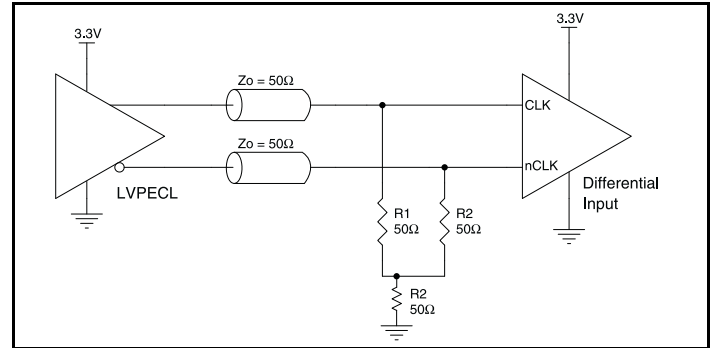 3.3V
3.3V
Zo = 50Ω
CLK
Zo = 50Ω
nCLK
LVPECL
Differential
Input
R1
50Ω
R2
50Ω
R2
50Ω